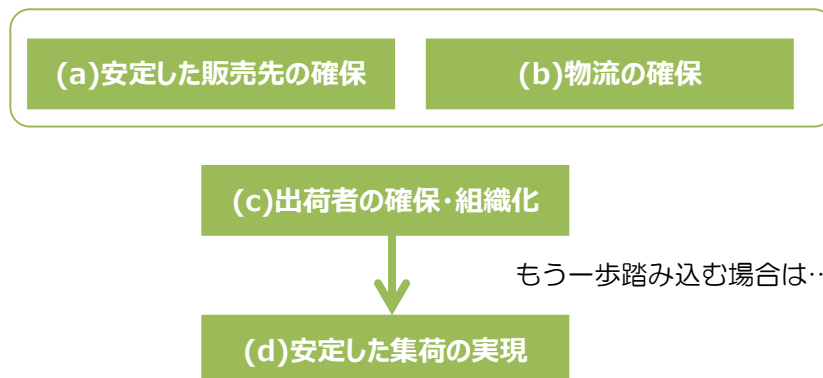 (a)安定した販売先の確保
(b)物流の確保
(c)出荷者の確保・組織化
もう一歩踏み込む場合は…
(d)安定した集荷の実現